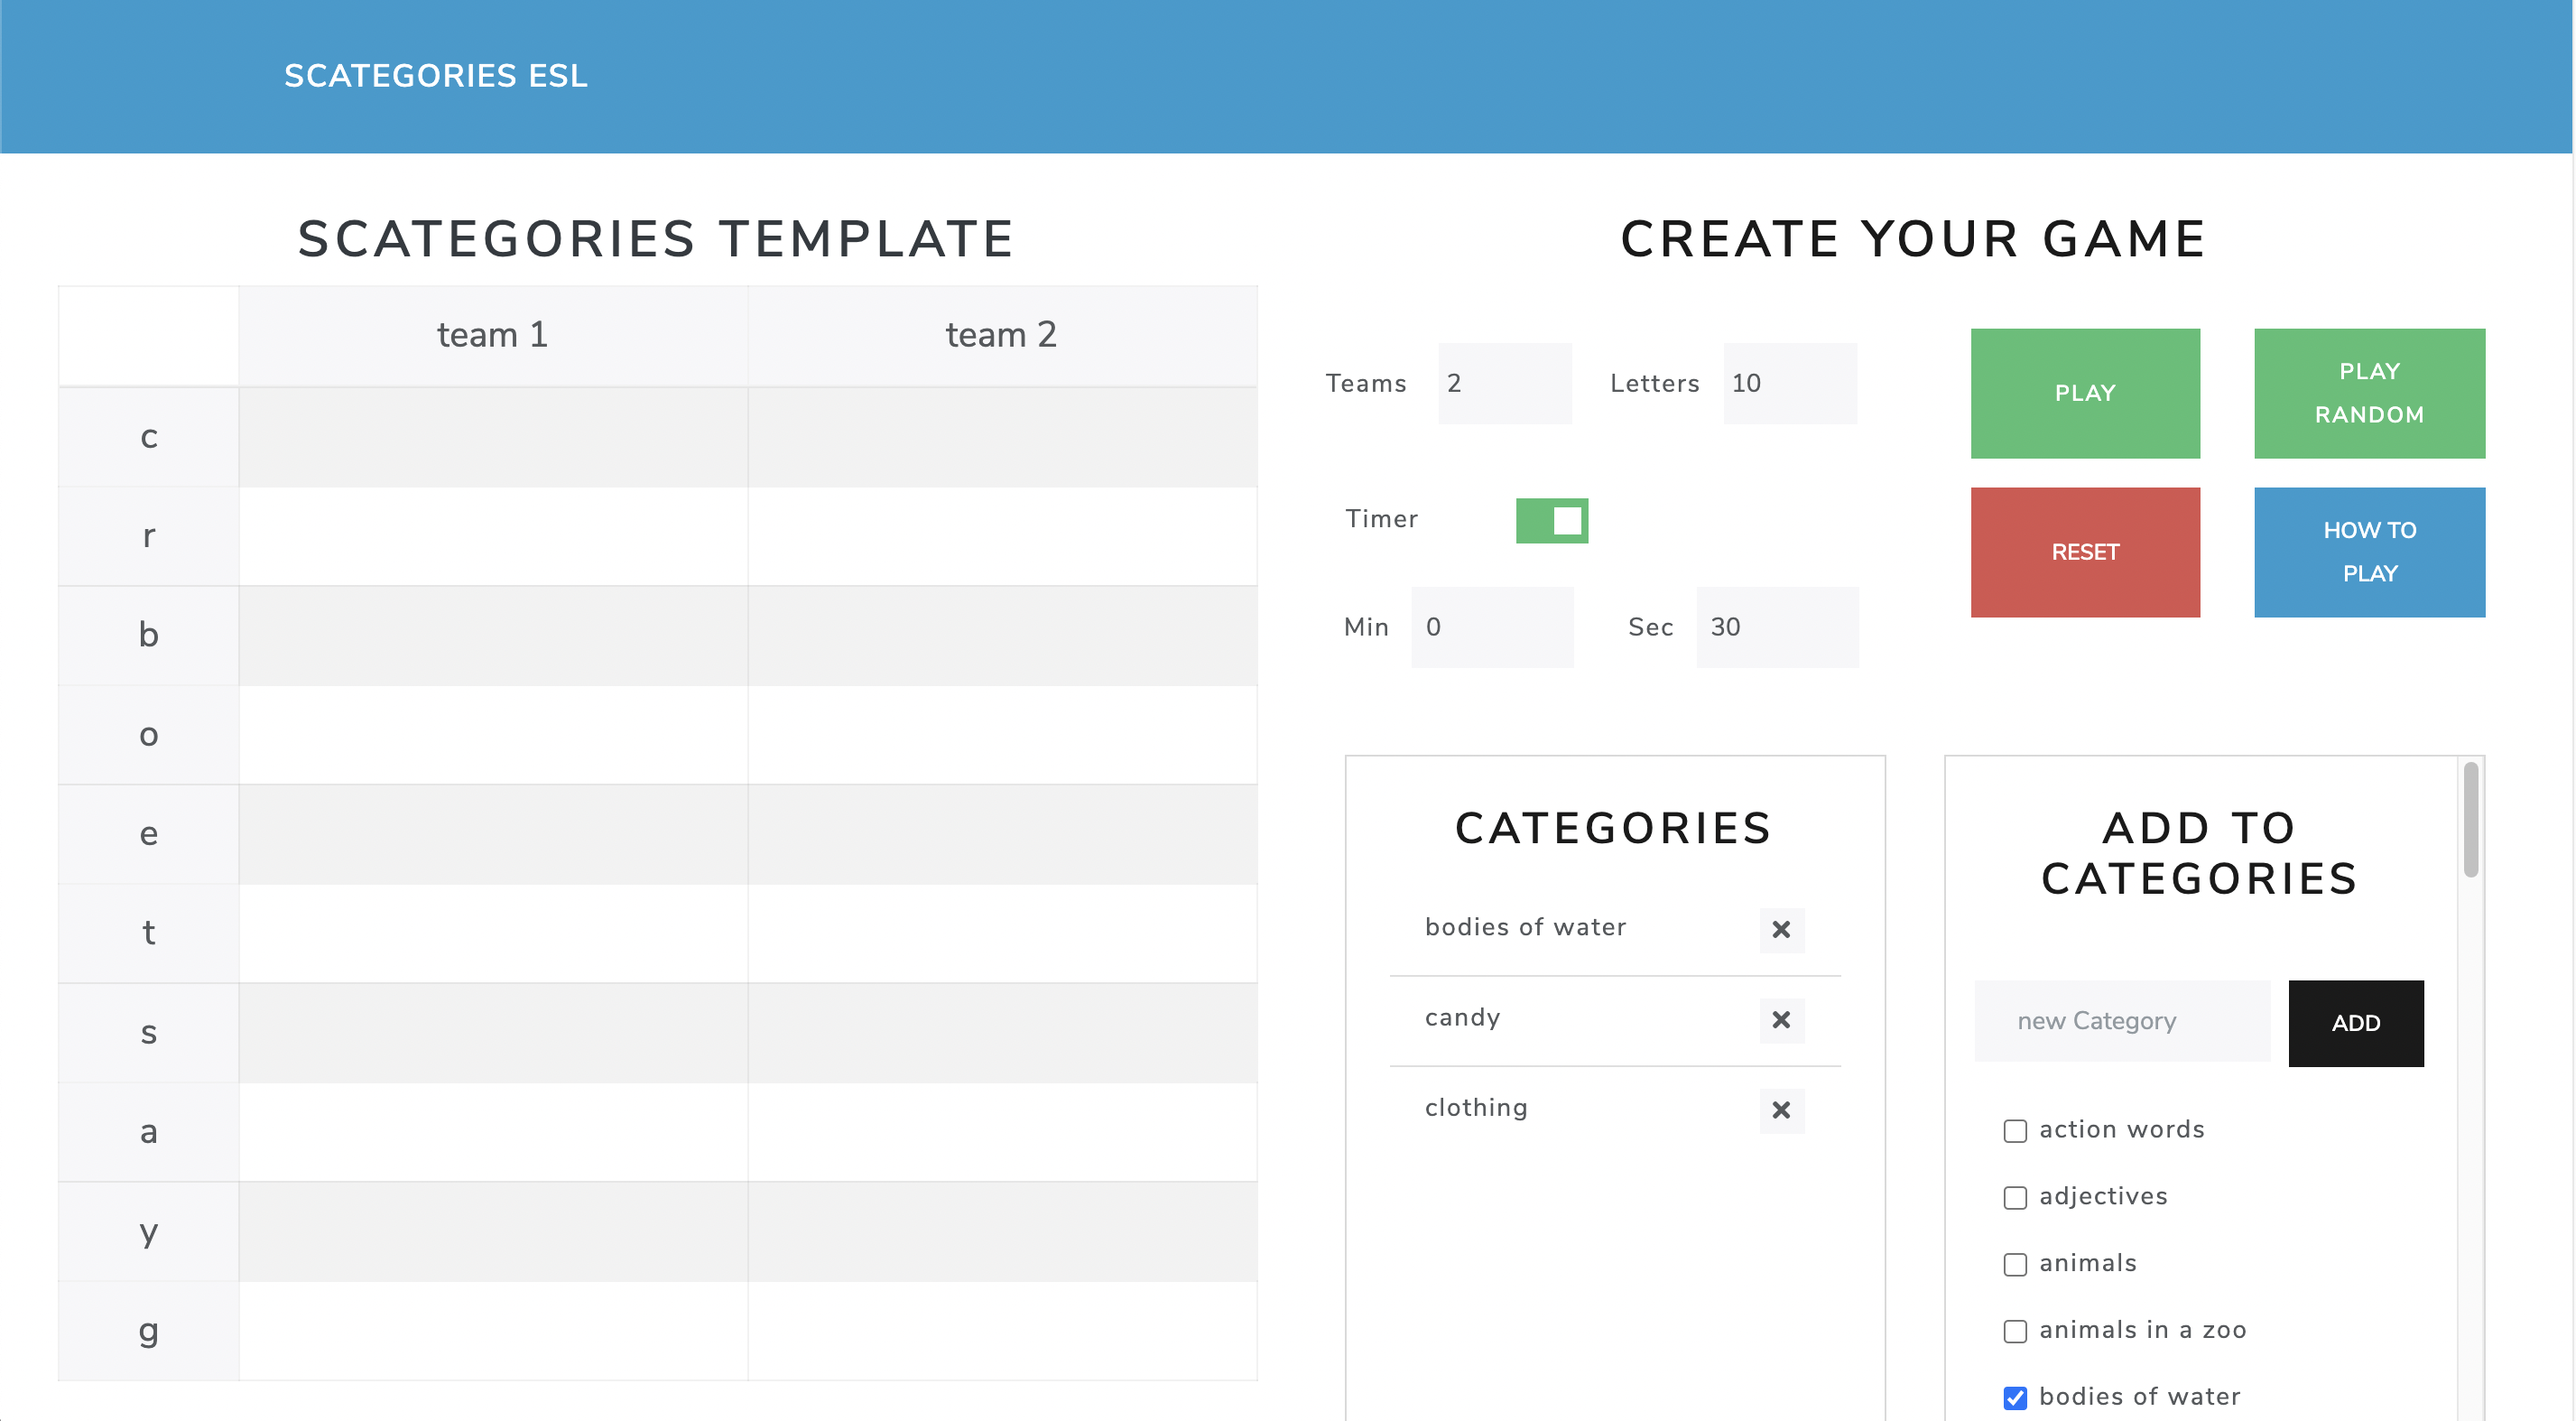 SCATEGORIES ESL
SCATEGORIES TEMPLATE
team 1 team 2
c
r
b
o
e
t
s
a
y
g
CREATE YOUR GAME
Teams 2 Letters 10
Timer
Min 0 Sec 30
PLAY
PLAY
RANDOM
RESET
HOW TO
PLAY
CATEGORIES
bodies of water
candy
clothing
ADD TO
CATEGORIES
new Category ADD
action words
adjectives
animals
animals in a zoo
bodies of water